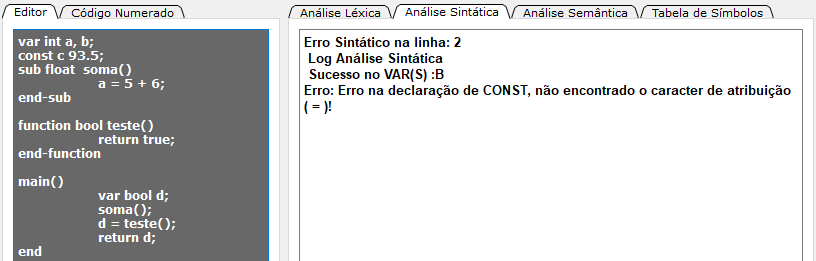 Editor
Código Numerado
var int a, b;
const c 93.5;
sub float  soma()
a = 5 + 6;
end-sub
function bool teste()
return true;
end-function
main()
var bool d;
soma();
d = teste();
return d;
end
Análise Léxica
Análise Sintática
Análise Semântica
Tabela de Símbolos
Erro Sintático na linha: 2
Log Análise Sintática
Sucesso no VAR(S) :B
Erro: Erro na declaração de CONST, não encontrado o caracter de atribuição
( = )!